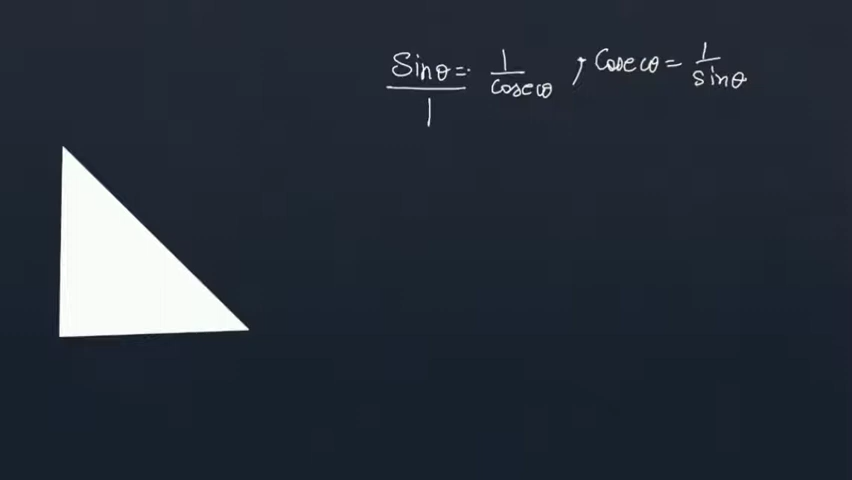 Sinθ = 1/cosecθ , Cosecθ = 1/sinθ
1